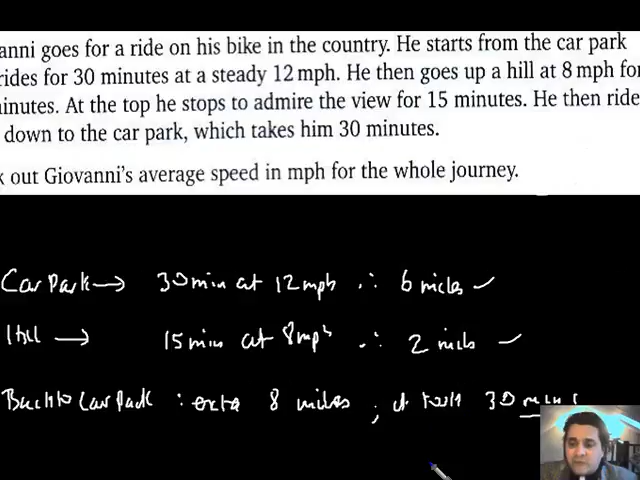 anni goes for a ride on his bike in the country. He starts from the car park
rides for 30 minutes at a steady 12 mph. He then goes up a hill at 8 mph for
minutes. At the top he stops to admire the view for 15 minutes. He then ride
down to the car park, which takes him 30 minutes.
k out Giovanni's average speed in mph for the whole journey.
Car Park → 30 min at 12 mph ∴ 6 miles ✓
Hill → 15 min at 8 mph ∴ 2 miles ✓
Back to Car Park : extra 8 miles ; it took 30 min